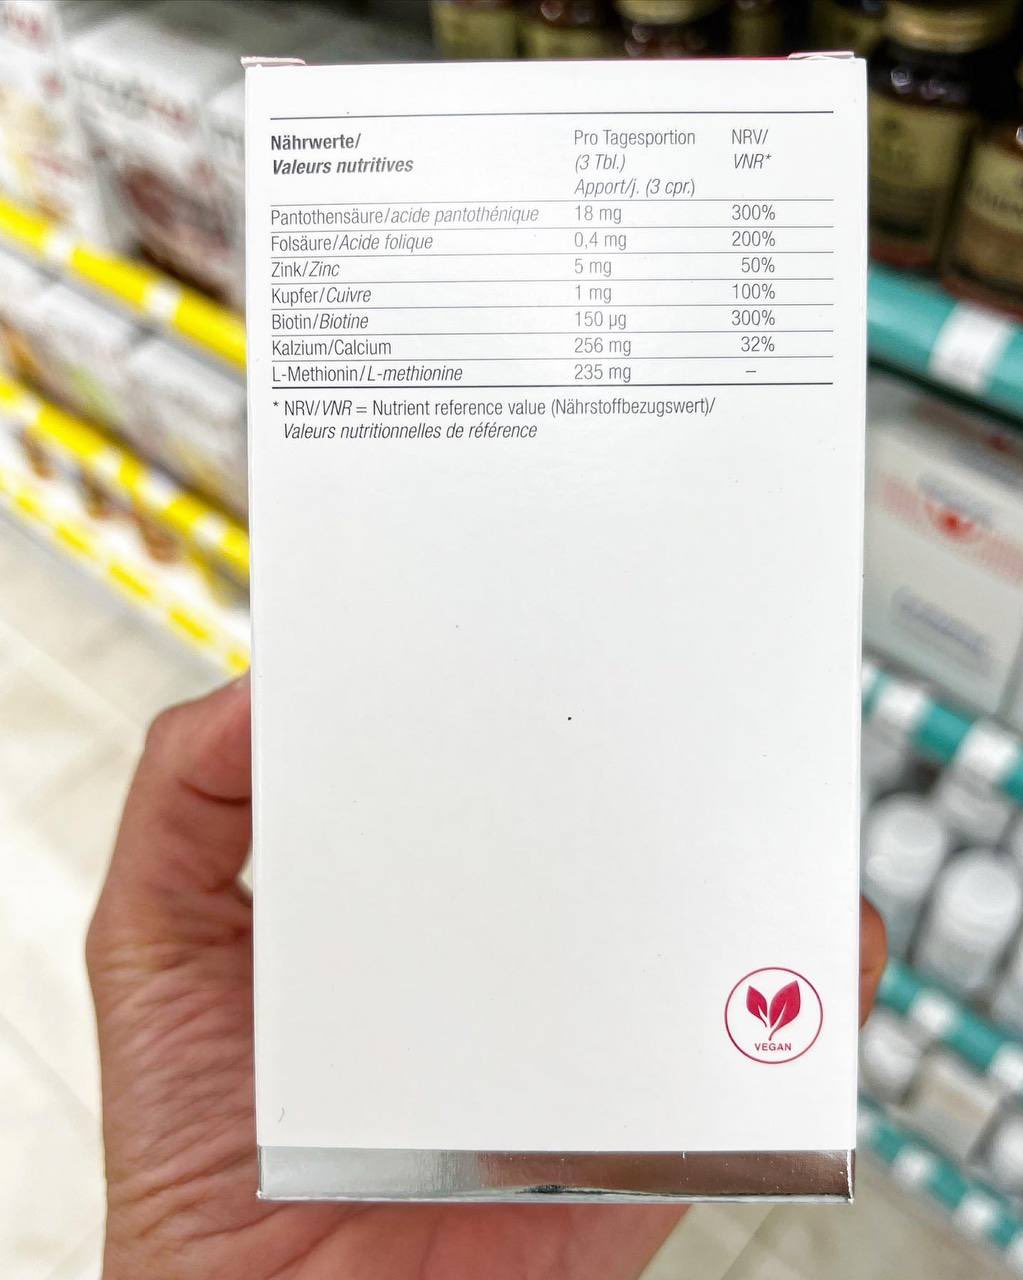 Nährwerte/ Pro Tagesportion NRV/
Valeurs nutritives (3 Tbl.) VNR*
Apport/j. (3 cpr.)
Pantothensäure/acide pantothénique 18 mg 300%
Folsäure/Acide folique 0,4 mg 200%
Zink/Zinc 5 mg 50%
Kupfer/Cuivre 1 mg 100%
Biotin/Biotine 150 µg 300%
Kalzium/Calcium 256 mg 32%
L-Methionin/L-methionine 235 mg –
* NRV/VNR = Nutrient reference value (Nährstoffbezugswert)/
Valeurs nutritionnelles de référence
VEGAN